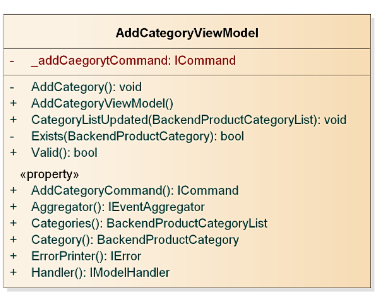 AddCategoryViewModel
- _addCaegorytCommand: ICommand
- AddCategory(): void
+ AddCategoryViewModel()
+ CategoryListUpdated(BackendProductCategoryList): void
- Exists(BackendProductCategory): bool
+ Valid(): bool
«property»
+ AddCategoryCommand(): ICommand
+ Aggregator(): IEventAggregator
+ Categories(): BackendProductCategoryList
+ Category(): BackendProductCategory
+ ErrorPrinter(): IError
+ Handler(): IModelHandler